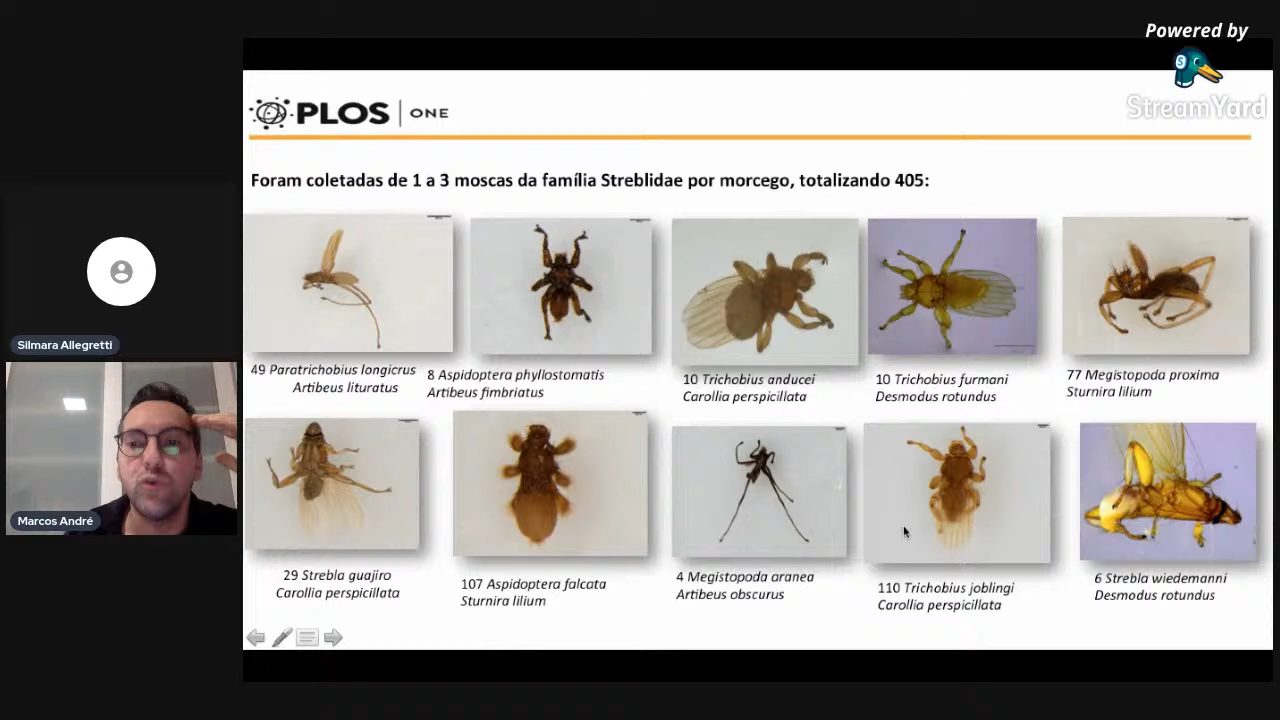 Powered by
StreamYard
PLOS | ONE
Foram coletadas de 1 a 3 moscas da família Streblidae por morcego, totalizando 405:
49 Paratrichobius longicrus
Artibeus lituratus
8 Aspidoptera phyllostomatis
Artibeus fimbriatus
10 Trichobius anducei
Carollia perspicillata
10 Trichobius furmani
Desmodus rotundus
77 Megistopoda proxima
Sturnira lilium
29 Strebla guajiro
Carollia perspicillata
107 Aspidoptera falcata
Sturnira lilium
4 Megistopoda aranea
Artibeus obscurus
110 Trichobius joblingi
Carollia perspicillata
6 Strebla wiedemanni
Desmodus rotundus
Silmara Allegretti
Marcos André